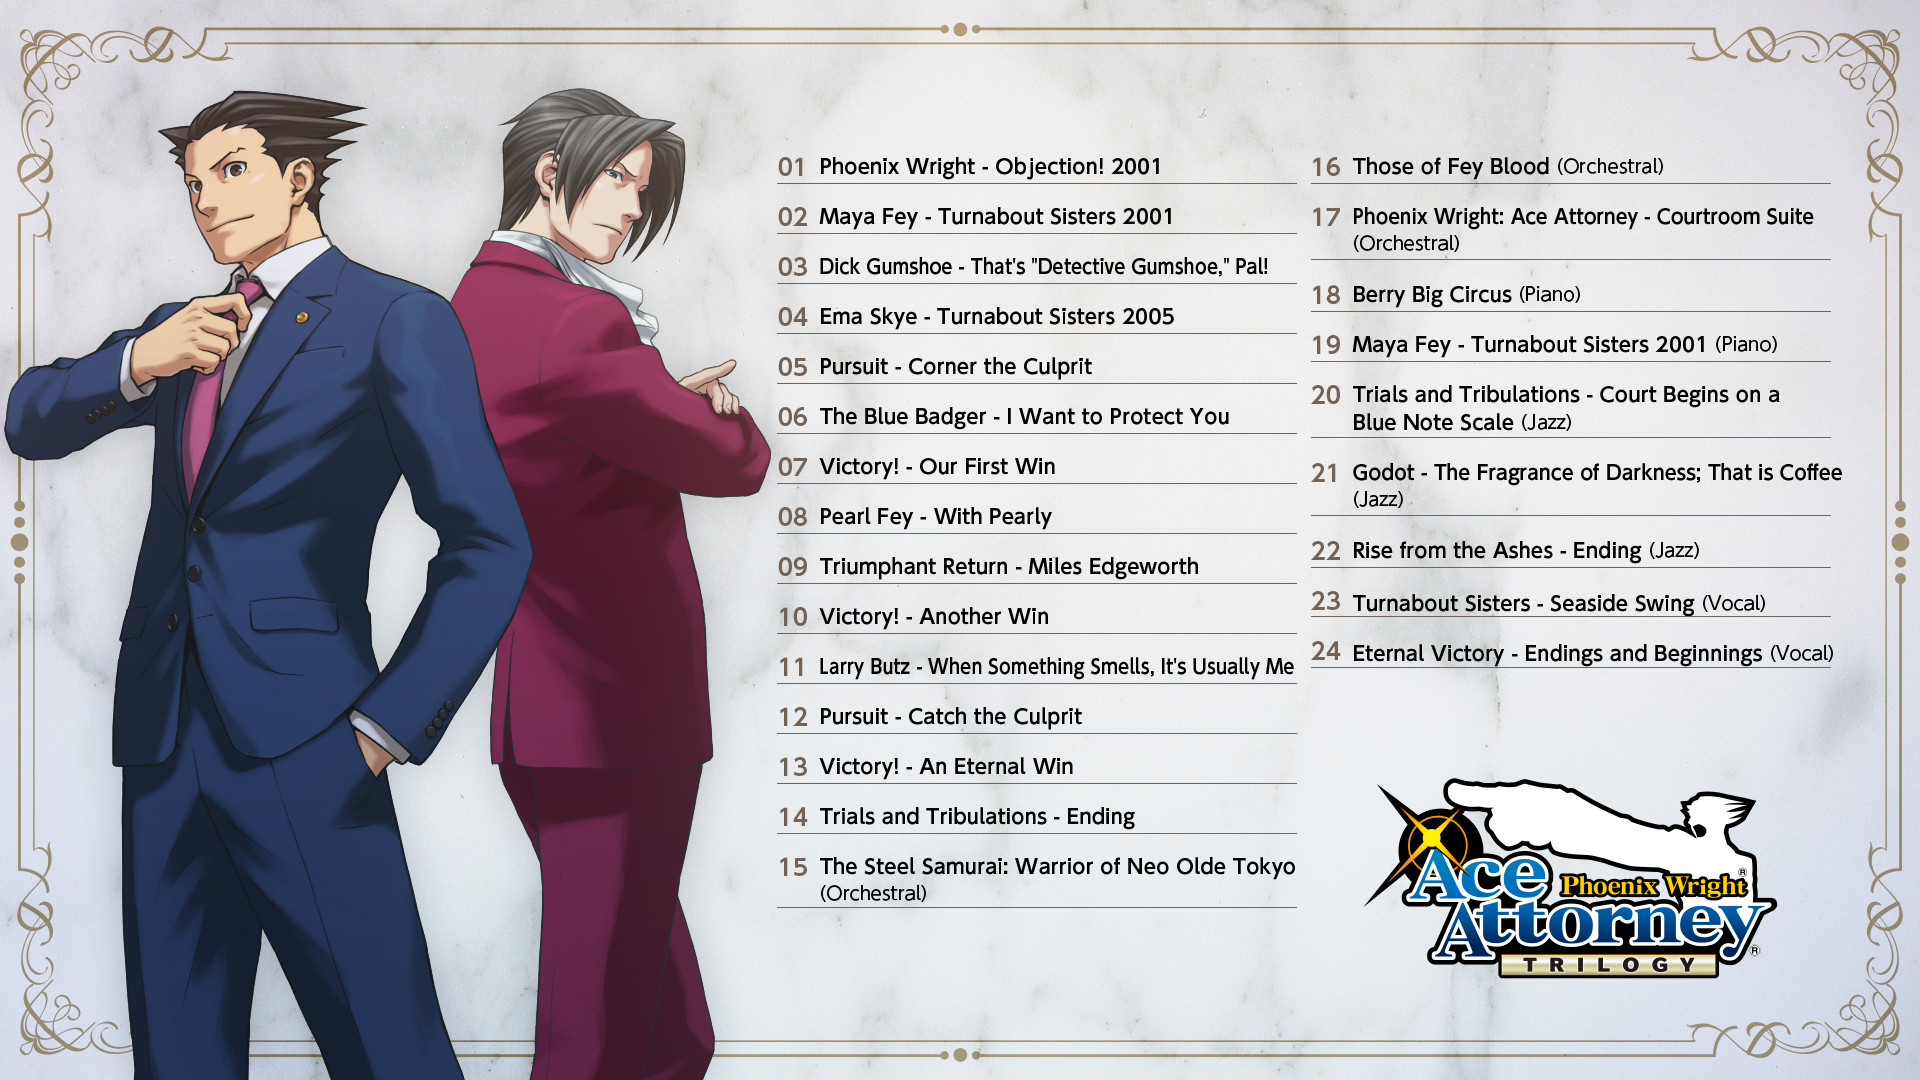 01 Phoenix Wright - Objection! 2001
02 Maya Fey - Turnabout Sisters 2001
03 Dick Gumshoe - That's "Detective Gumshoe," Pal!
04 Ema Skye - Turnabout Sisters 2005
05 Pursuit - Corner the Culprit
06 The Blue Badger - I Want to Protect You
07 Victory! - Our First Win
08 Pearl Fey - With Pearly
09 Triumphant Return - Miles Edgeworth
10 Victory! - Another Win
11 Larry Butz - When Something Smells, It's Usually Me
12 Pursuit - Catch the Culprit
13 Victory! - An Eternal Win
14 Trials and Tribulations - Ending
15 The Steel Samurai: Warrior of Neo Olde Tokyo
(Orchestral)
16 Those of Fey Blood (Orchestral)
17 Phoenix Wright: Ace Attorney - Courtroom Suite
(Orchestral)
18 Berry Big Circus (Piano)
19 Maya Fey - Turnabout Sisters 2001 (Piano)
20 Trials and Tribulations - Court Begins on a
Blue Note Scale (Jazz)
21 Godot - The Fragrance of Darkness; That is Coffee
(Jazz)
22 Rise from the Ashes - Ending (Jazz)
23 Turnabout Sisters - Seaside Swing (Vocal)
24 Eternal Victory - Endings and Beginnings (Vocal)
Ace Phoenix Wright®
Attorney®
TRILOGY